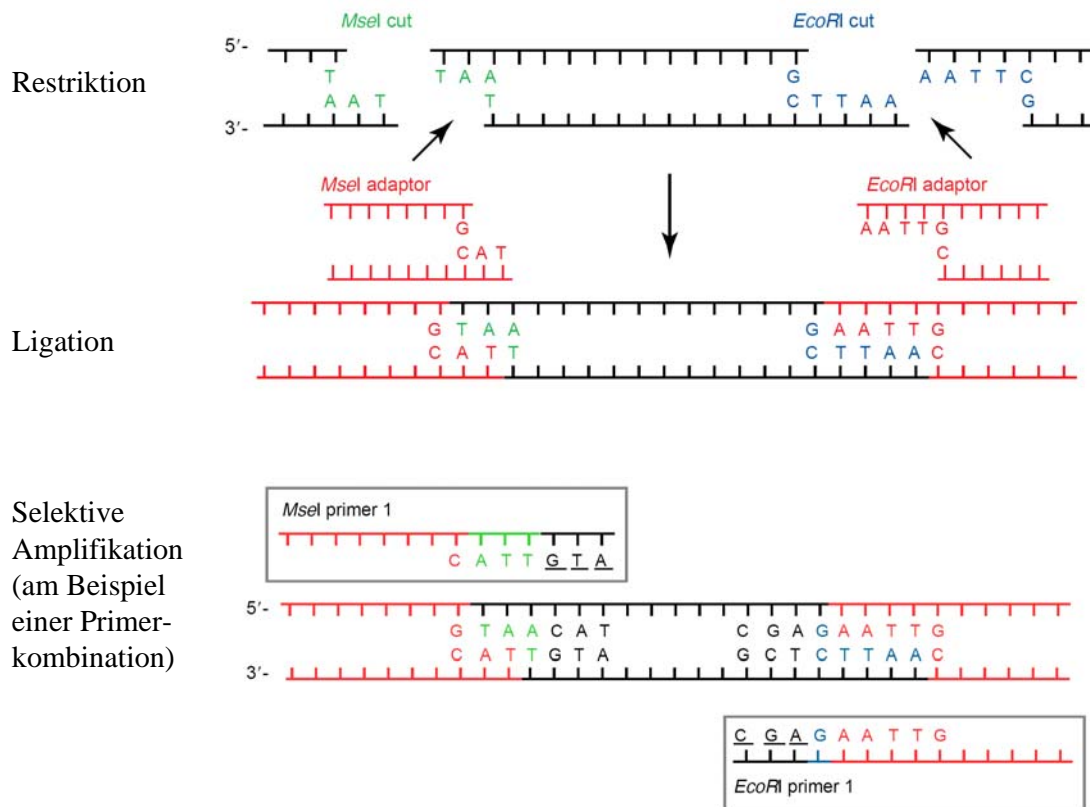 MseI cut
EcoRI cut
5′-
Restriktion
T
T A A
G
A A T T C
A A T
T
C T T A A
G
3′-
MseI adaptor
EcoRI adaptor
G
A A T T G
C A T
C
Ligation
G T A A
G A A T T G
C A T T
C T T A A C
Selektive
Amplifikation
(am Beispiel
einer Primer-
kombination)
MseI primer 1
C A T T G T A
5′-
G T A A C A T
C G A G A A T T G
C A T T G T A
G C T C T T A A C
3′-
C G A G A A T T G
EcoRI primer 1